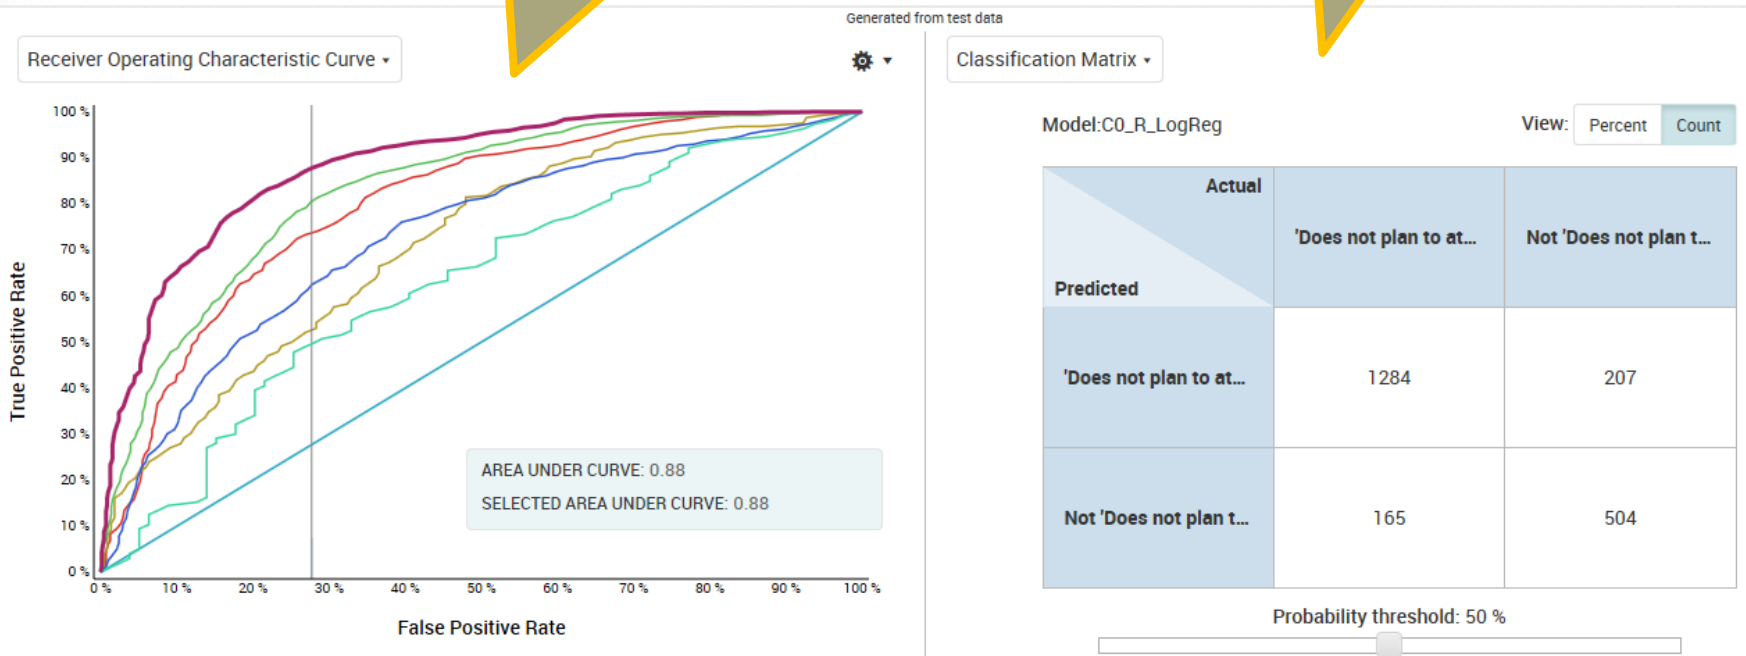 Generated from test data
Receiver Operating Characteristic Curve
100 %
90 %
80 %
70 %
60 %
50 %
40 %
30 %
20 %
10 %
0 %
True Positive Rate
AREA UNDER CURVE: 0.88
SELECTED AREA UNDER CURVE: 0.88
0 % 10 % 20 % 30 % 40 % 50 % 60 % 70 % 80 % 90 % 100 %
False Positive Rate
Classification Matrix
Model:C0_R_LogReg
View: Percent Count
Actual
Predicted
'Does not plan to at... Not 'Does not plan t...
'Does not plan to at... 1284 207
Not 'Does not plan t... 165 504
Probability threshold: 50 %